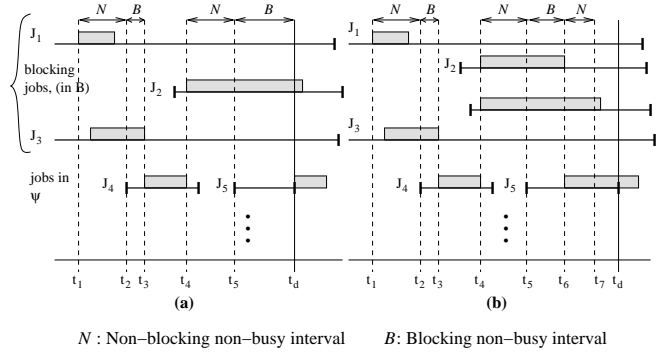 N B N B
J1
blocking
jobs, (in B)
J2
J3
jobs in
ψ
J4 J5
t1 t2 t3 t4 t5 td
(a)
N B N B N
J1
J2
J3
J4 J5
t1 t2 t3 t4 t5 t6 t7 td
(b)
N : Non−blocking non−busy interval B: Blocking non−busy interval